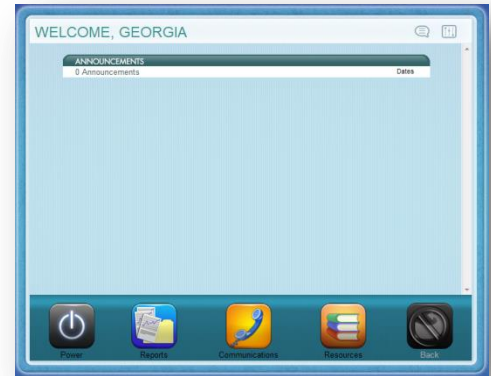 WELCOME, GEORGIA
ANNOUNCEMENTS
0 Announcements Dates
Power Reports Communications Resources Back